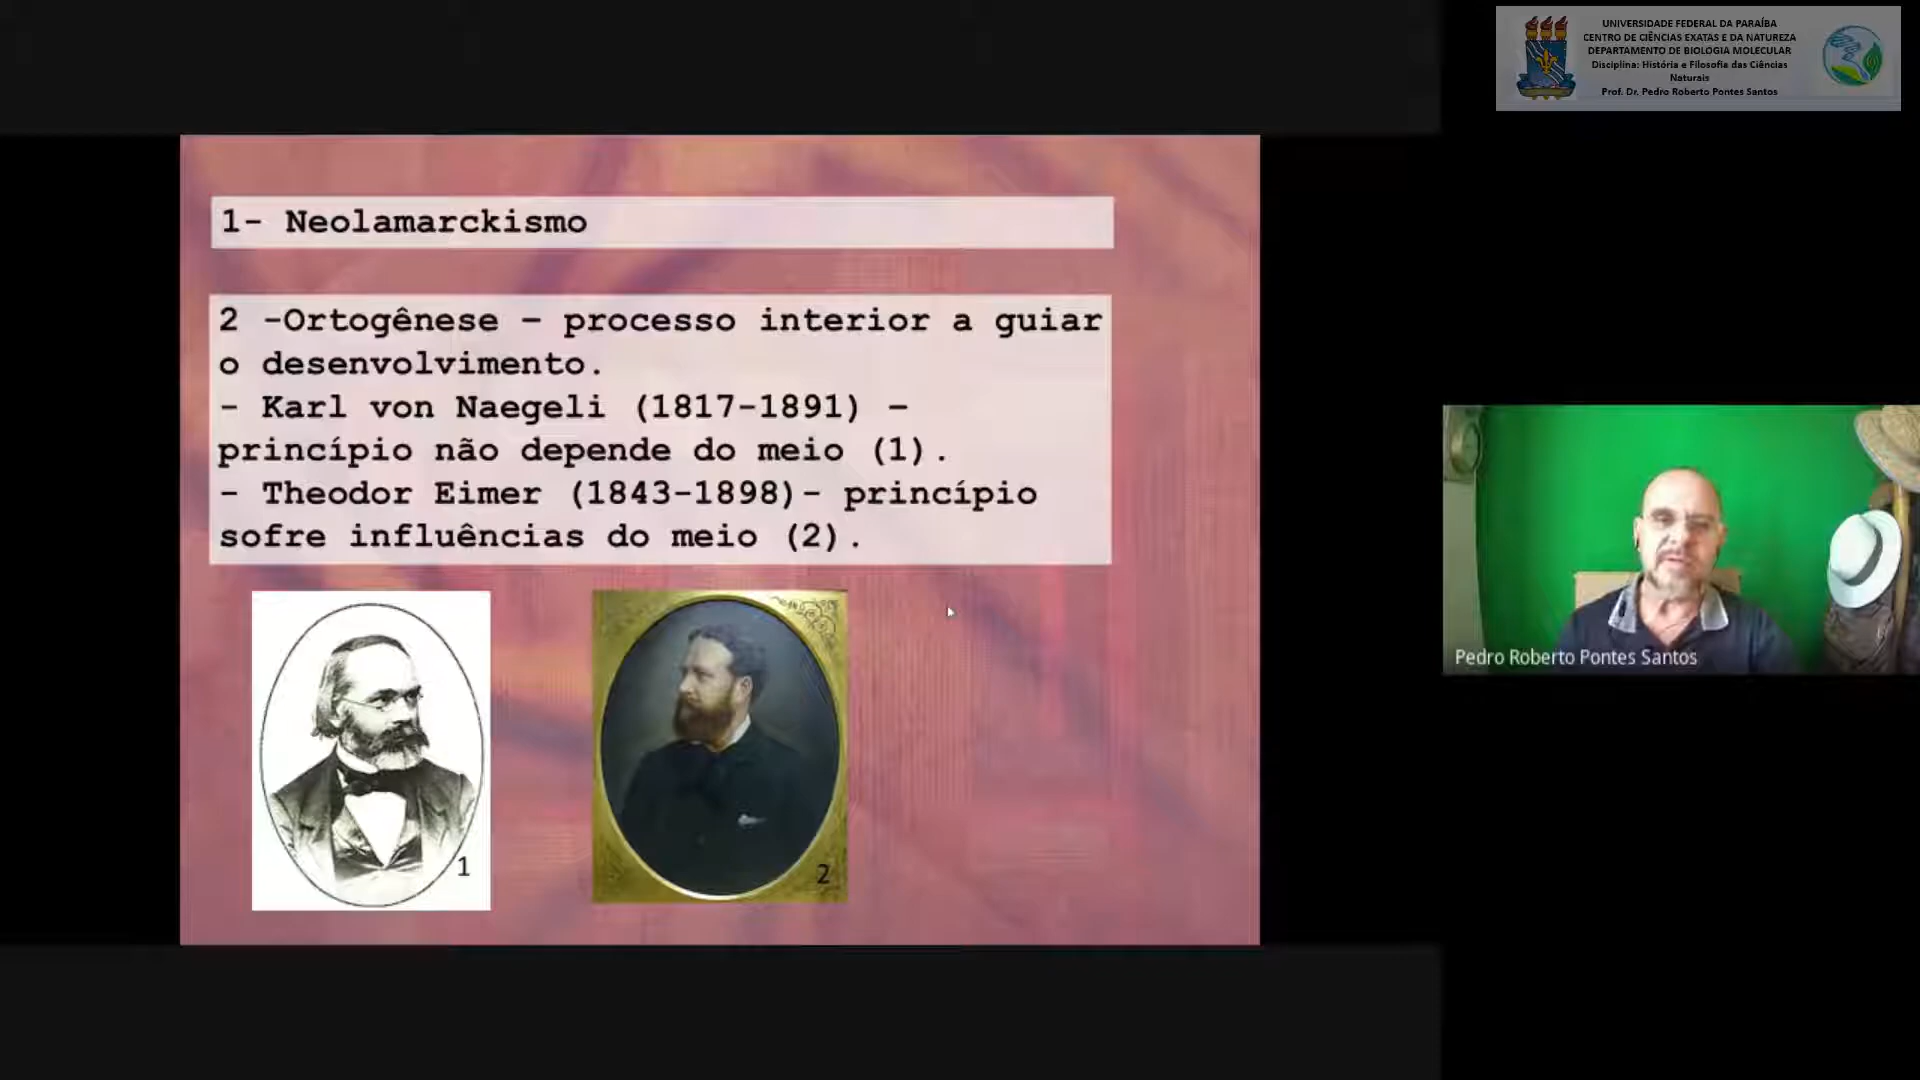 UNIVERSIDADE FEDERAL DA PARAÍBA
CENTRO DE CIÊNCIAS EXATAS E DA NATUREZA
DEPARTAMENTO DE BIOLOGIA MOLECULAR
Disciplina: História e Filosofia das Ciências
Naturais
Prof. Dr. Pedro Roberto Pontes Santos
1- Neolamarckismo
2 -Ortogênese – processo interior a guiar
o desenvolvimento.
- Karl von Naegeli (1817-1891) –
princípio não depende do meio (1).
- Theodor Eimer (1843-1898)- princípio
sofre influências do meio (2).
1
2
Pedro Roberto Pontes Santos